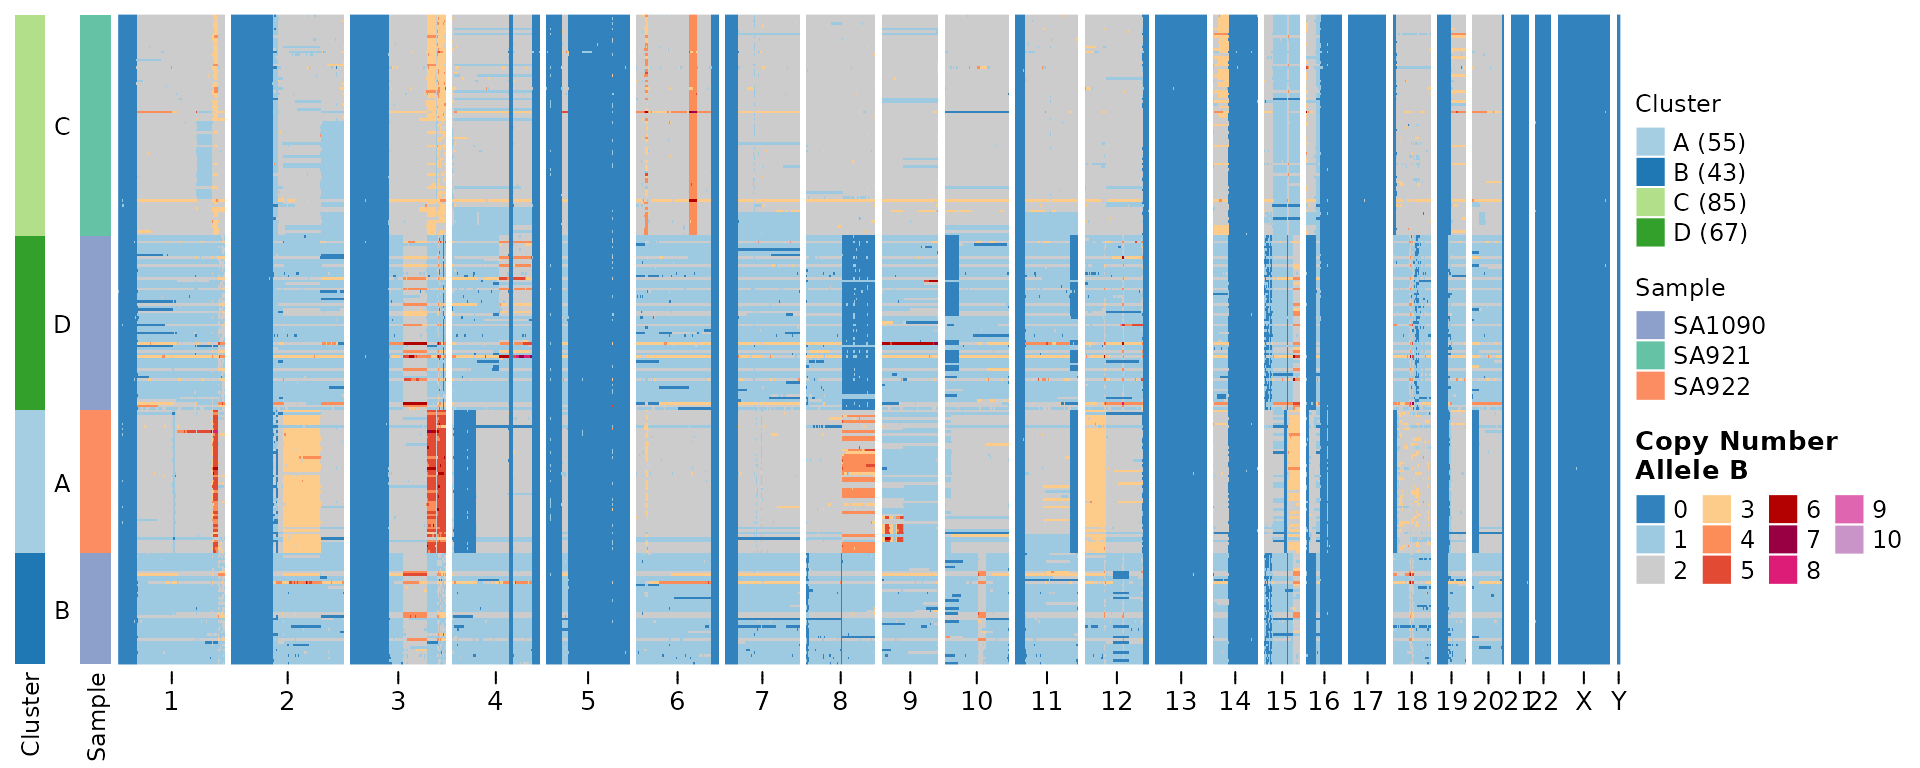 C
D
A
B
Cluster
Sample
1 2 3 4 5 6 7 8 9 10 11 12 13 14 15 16 17 18 19 20 21 22 X Y
Cluster
A (55)
B (43)
C (85)
D (67)
Sample
SA1090
SA921
SA922
Copy Number
Allele B
0 3 6 9
1 4 7 10
2 5 8